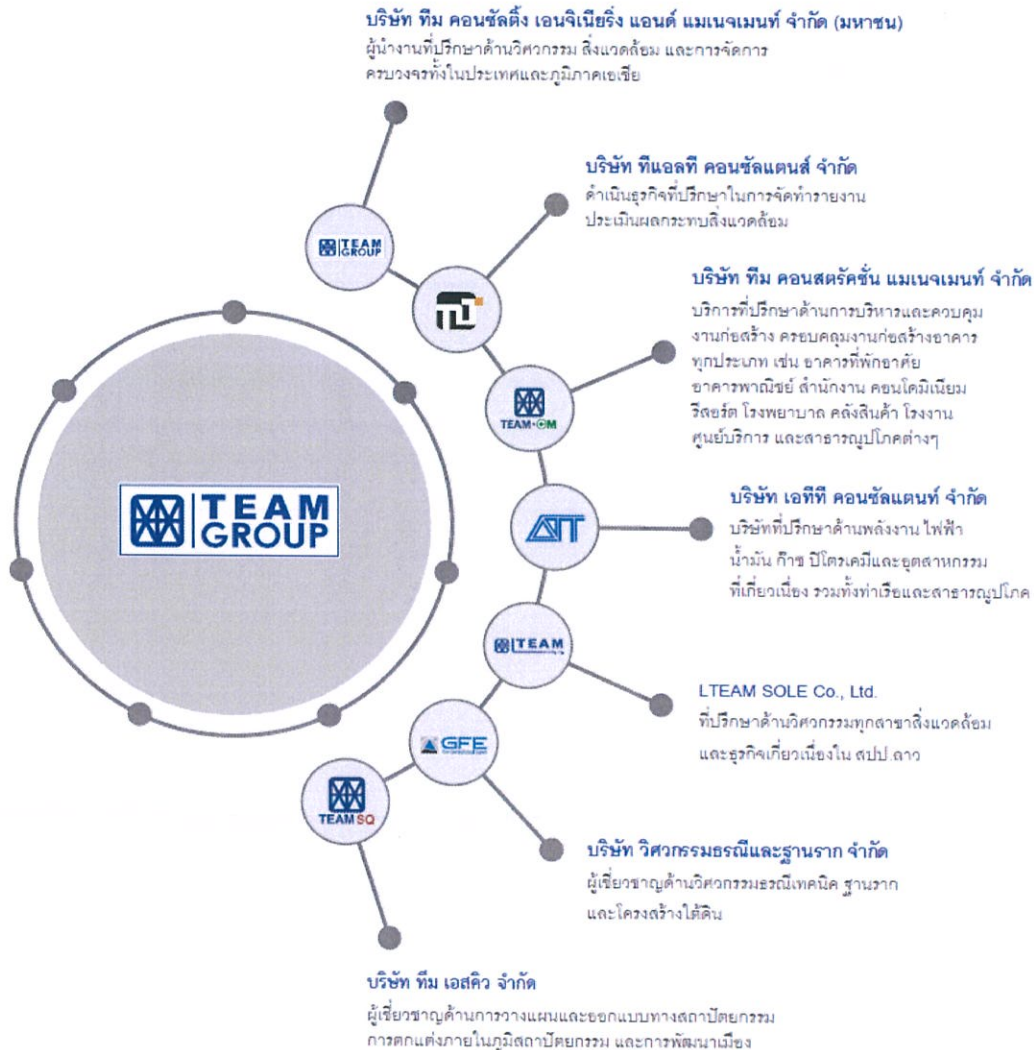 บริษัท ทีม คอนซัลติ้ง เอนจิเนียริ่ง แอนด์ แมเนจเมนท์ จำกัด (มหาชน)
ผู้นำงานที่ปรึกษาด้านวิศวกรรม สิ่งแวดล้อม และการจัดการ
ครบวงจรทั้งในประเทศและภูมิภาคเอเชีย
บริษัท ทีแอลที คอนซัลแตนส์ จำกัด
ดำเนินธุรกิจที่ปรึกษาในการจัดทำรายงาน
ประเมินผลกระทบสิ่งแวดล้อม
TEAM
GROUP
บริษัท ทีม คอนสตรัคชั่น แมเนจเมนท์ จำกัด
บริการที่ปรึกษาด้านการบริหารและควบคุม
งานก่อสร้าง ครอบคลุมงานก่อสร้างอาคาร
ทุกประเภท เช่น อาคารที่พักอาศัย
อาคารพาณิชย์ สำนักงาน คอนโดมิเนียม
รีสอร์ต โรงพยาบาล คลังสินค้า โรงงาน
ศูนย์บริการ และสาธารณูปโภคต่างๆ
TLT
TEAM•CM
TEAM
GROUP
บริษัท เอทีที คอนซัลแตนท์ จำกัด
บริษัทที่ปรึกษาด้านพลังงาน ไฟฟ้า
น้ำมัน ก๊าซ ปิโตรเคมีและอุตสาหกรรม
ที่เกี่ยวเนื่อง รวมทั้งท่าเรือและสาธารณูปโภค
ATT
LTEAM
LTEAM SOLE Co., Ltd.
ที่ปรึกษาด้านวิศวกรรมทุกสาขาสิ่งแวดล้อม
และธุรกิจเกี่ยวเนื่องใน สปป.ลาว
GFE
TEAM SQ
บริษัท วิศวกรรมธรณีและฐานราก จำกัด
ผู้เชี่ยวชาญด้านวิศวกรรมธรณีเทคนิค ฐานราก
และโครงสร้างใต้ดิน
บริษัท ทีม เอสคิว จำกัด
ผู้เชี่ยวชาญด้านการวางแผนและออกแบบทางสถาปัตยกรรม
การตกแต่งภายในภูมิสถาปัตยกรรม และการพัฒนาเมือง